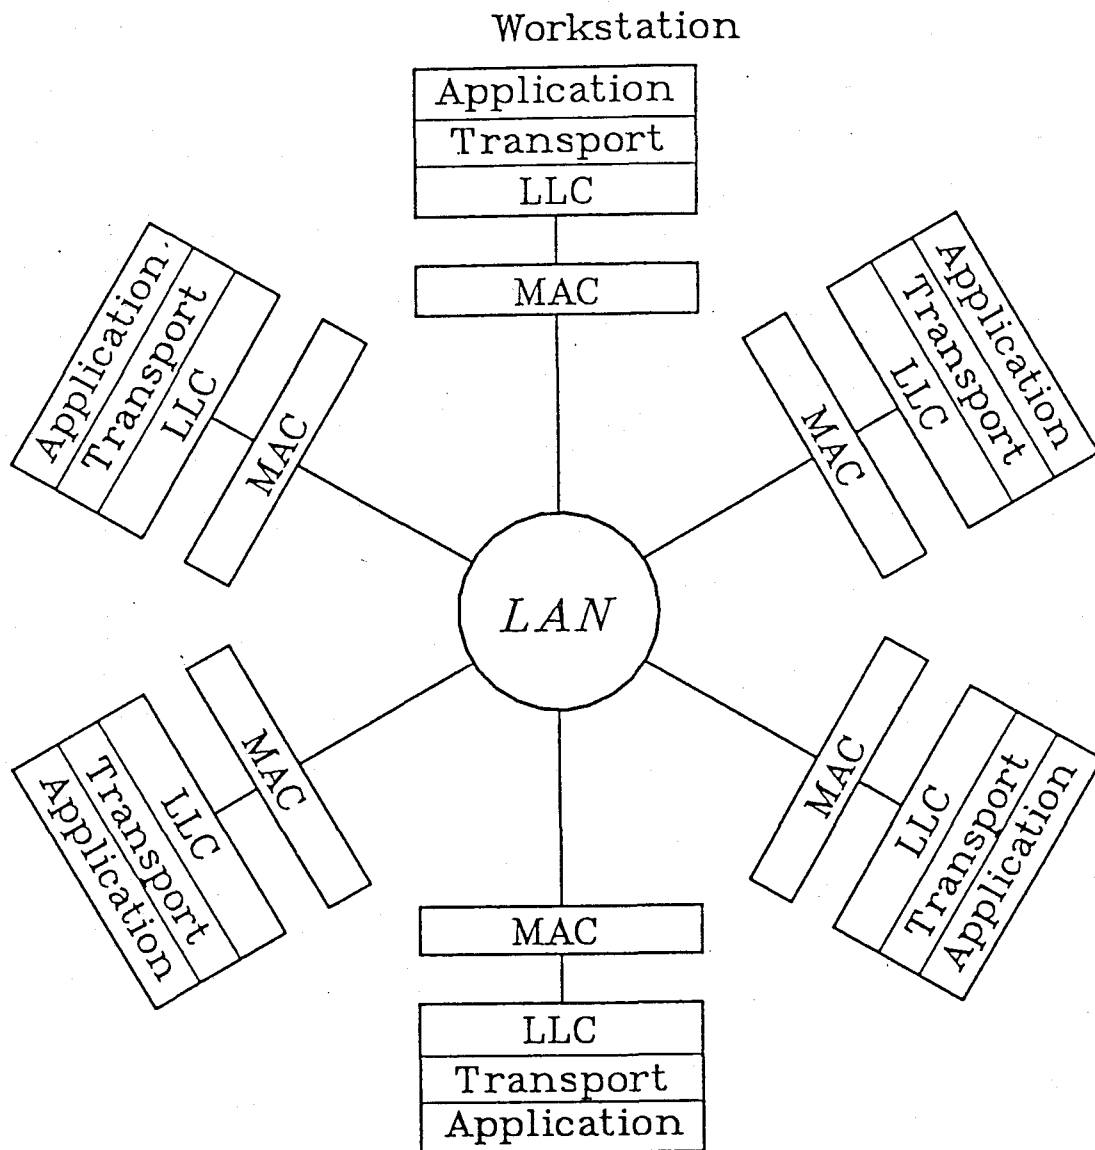 Workstation
Application
Transport
LLC
MAC
Application
Transport
LLC
MAC
Application
Transport
LLC
MAC
LAN
MAC
LLC
Transport
Application
MAC
LLC
Transport
Application
MAC
LLC
Transport
Application